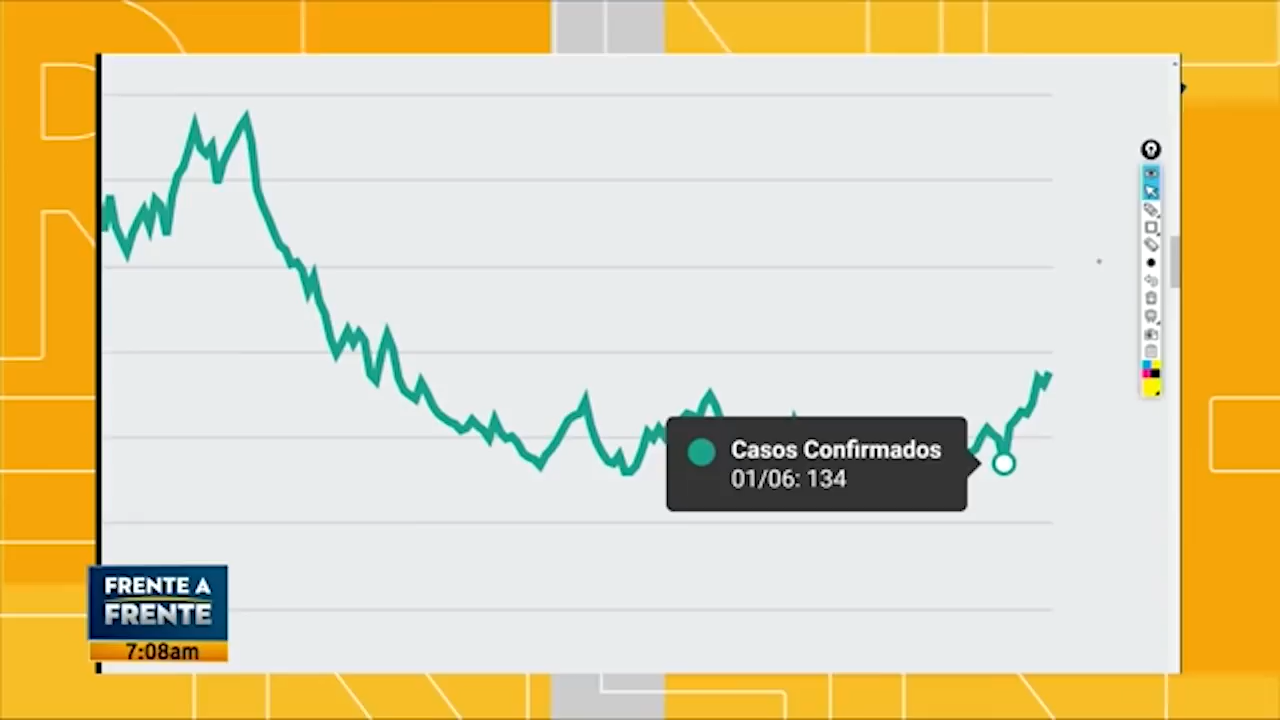 Casos Confirmados
01/06: 134
FRENTE A
FRENTE
7:08am